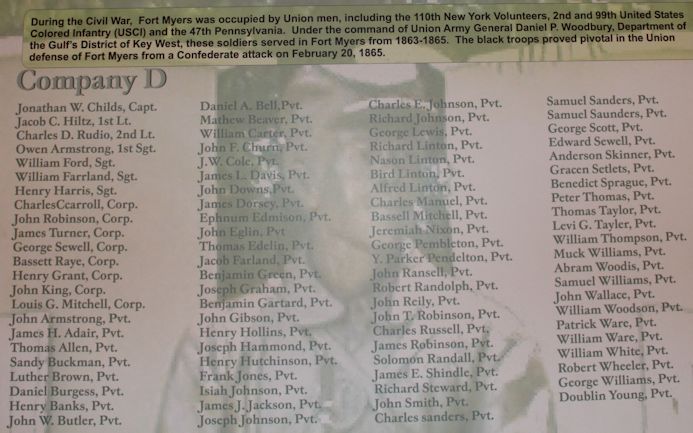 During the Civil War, Fort Myers was occupied by Union men, including the 110th New York Volunteers, 2nd and 99th United States
Colored Infantry (USCI) and the 47th Pennsylvania. Under the command of Union Army General Daniel P. Woodbury, Department of
the Gulf's District of Key West, these soldiers served in Fort Myers from 1863-1865. The black troops proved pivotal in the Union
defense of Fort Myers from a Confederate attack on February 20, 1865.
Company D
Jonathan W. Childs, Capt.
Jacob C. Hiltz, 1st Lt.
Charles D. Rudio, 2nd Lt.
Owen Armstrong, 1st Sgt.
William Ford, Sgt.
William Farrland, Sgt.
Henry Harris, Sgt.
CharlesCcarroll, Corp.
John Robinson, Corp.
James Turner, Corp.
George Sewell, Corp.
Bassett Raye, Corp.
Henry Grant, Corp.
John King, Corp.
Louis G. Mitchell, Corp.
John Armstrong, Pvt.
James H. Adair, Pvt.
Thomas Allen, Pvt.
Sandy Buckman, Pvt.
Luther Brown, Pvt.
Daniel Burgess, Pvt.
Henry Banks, Pvt.
John W. Butler, Pvt.
Daniel A. Bell,Pvt.
Mathew Beaver, Pvt.
William Carter, Pvt.
John F. Churn, Pvt.
J.W. Cole, Pvt.
James L. Davis, Pvt.
John Downs,Pvt.
James Dorsey, Pvt.
Ephnum Edmison, Pvt.
John Eglin, Pvt
Thomas Edelin, Pvt.
Jacob Farland, Pvt.
Benjamin Green, Pvt.
Joseph Graham, Pvt.
Benjamin Gartard, Pvt.
John Gibson, Pvt.
Henry Hollins, Pvt.
Joseph Hammond, Pvt.
Henry Hutchinson, Pvt.
Frank Jones, Pvt.
Isiah Johnson, Pvt.
James J. Jackson, Pvt.
Joseph Johnson, Pvt.
Charles E. Johnson, Pvt.
Richard Johnson, Pvt.
George Lewis, Pvt.
Richard Linton, Pvt.
Nason Linton, Pvt.
Bird Linton, Pvt.
Alfred Linton, Pvt.
Charles Manuel, Pvt.
Bassell Mitchell, Pvt.
Jeremiah Nixon, Pvt.
George Pembleton, Pvt.
Y. Parker Pendelton, Pvt.
John Ransell, Pvt.
Robert Randolph, Pvt.
John Reily, Pvt.
John T. Robinson, Pvt.
Charles Russell, Pvt.
James Robinson, Pvt.
Solomon Randall, Pvt.
James E. Shindle, Pvt.
Richard Steward, Pvt.
John Smith, Pvt.
Charles sanders, Pvt.
Samuel Sanders, Pvt.
Samuel Saunders, Pvt.
George Scott, Pvt.
Edward Sewell, Pvt.
Anderson Skinner, Pvt.
Gracen Setlets, Pvt.
Benedict Sprague, Pvt.
Peter Thomas, Pvt.
Thomas Taylor, Pvt.
Levi G. Tayler, Pvt.
William Thompson, Pvt.
Muck Williams, Pvt.
Abram Woodis, Pvt.
Samuel Williams, Pvt.
John Wallace, Pvt.
William Woodson, Pvt.
Patrick Ware, Pvt.
William Ware, Pvt.
William White, Pvt.
Robert Wheeler, Pvt.
George Williams, Pvt.
Doublin Young, Pvt.